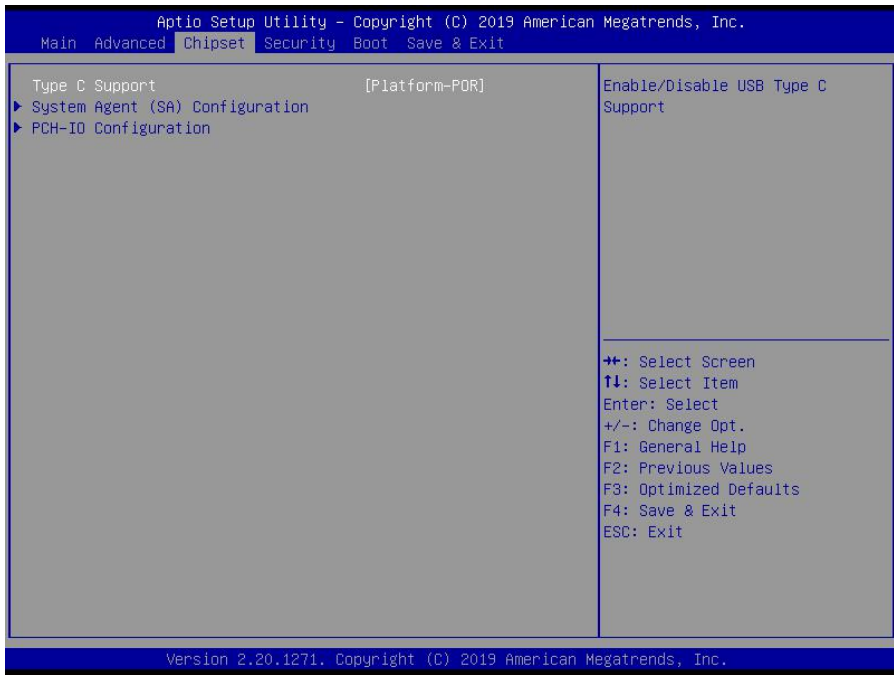 Aptio Setup Utility – Copyright (C) 2019 American Megatrends, Inc.
Main Advanced Chipset Security Boot Save & Exit
Type C Support [Platform-POR]
▶ System Agent (SA) Configuration
▶ PCH-IO Configuration
Enable/Disable USB Type C
Support
→←: Select Screen
↑↓: Select Item
Enter: Select
+/-: Change Opt.
F1: General Help
F2: Previous Values
F3: Optimized Defaults
F4: Save & Exit
ESC: Exit
Version 2.20.1271. Copyright (C) 2019 American Megatrends, Inc.